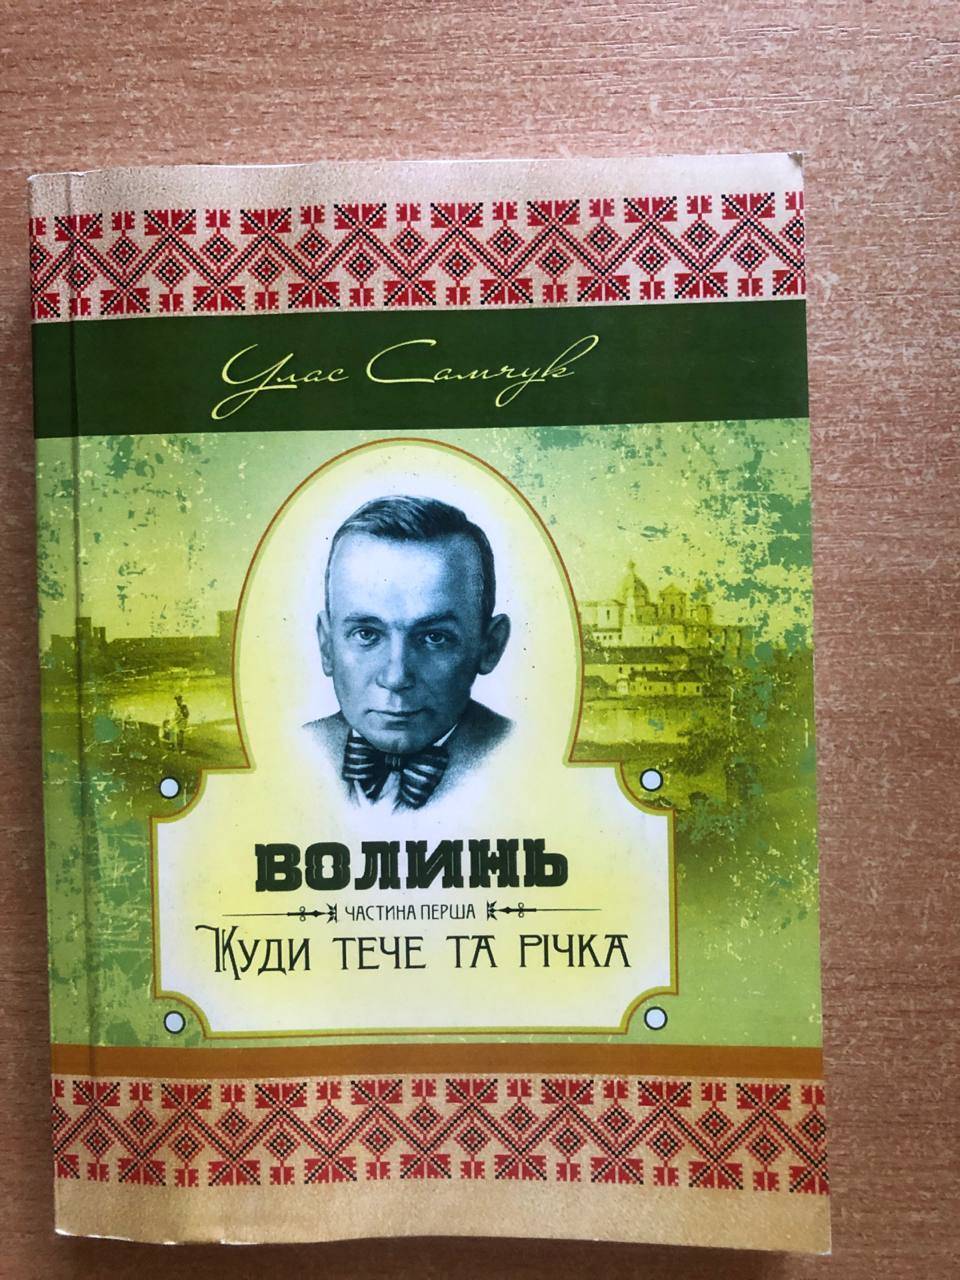 Улас Самчук
ВОЛИНЬ
ЧАСТИНА ПЕРША
КУДИ ТЕЧЕ ТА РІЧКА